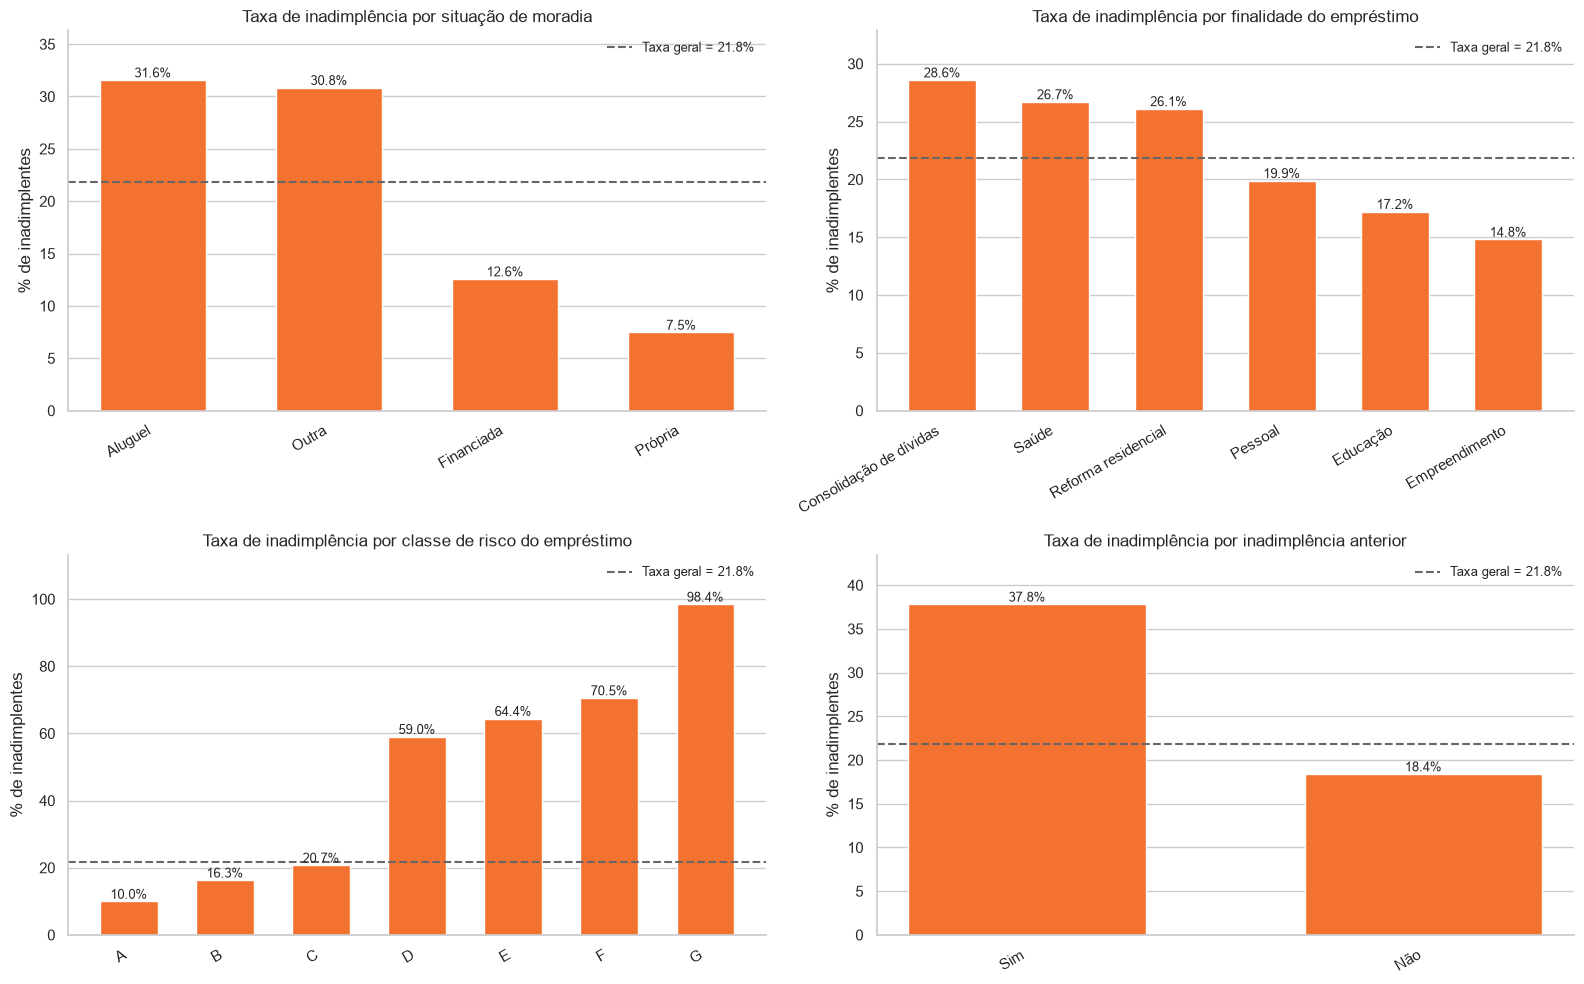 Taxa de inadimplência por situação de moradia
Taxa geral = 21.8%
% de inadimplentes
35
30
25
20
15
10
5
0
31.6%
30.8%
12.6%
7.5%
Aluguel
Outra
Financiada
Própria
Taxa de inadimplência por finalidade do empréstimo
Taxa geral = 21.8%
% de inadimplentes
30
25
20
15
10
5
0
28.6%
26.7%
26.1%
19.9%
17.2%
14.8%
Consolidação de dívidas
Saúde
Reforma residencial
Pessoal
Educação
Empreendimento
Taxa de inadimplência por classe de risco do empréstimo
Taxa geral = 21.8%
% de inadimplentes
100
80
60
40
20
0
10.0%
16.3%
20.7%
59.0%
64.4%
70.5%
98.4%
A
B
C
D
E
F
G
Taxa de inadimplência por inadimplência anterior
Taxa geral = 21.8%
% de inadimplentes
40
35
30
25
20
15
10
5
0
37.8%
18.4%
Sim
Não